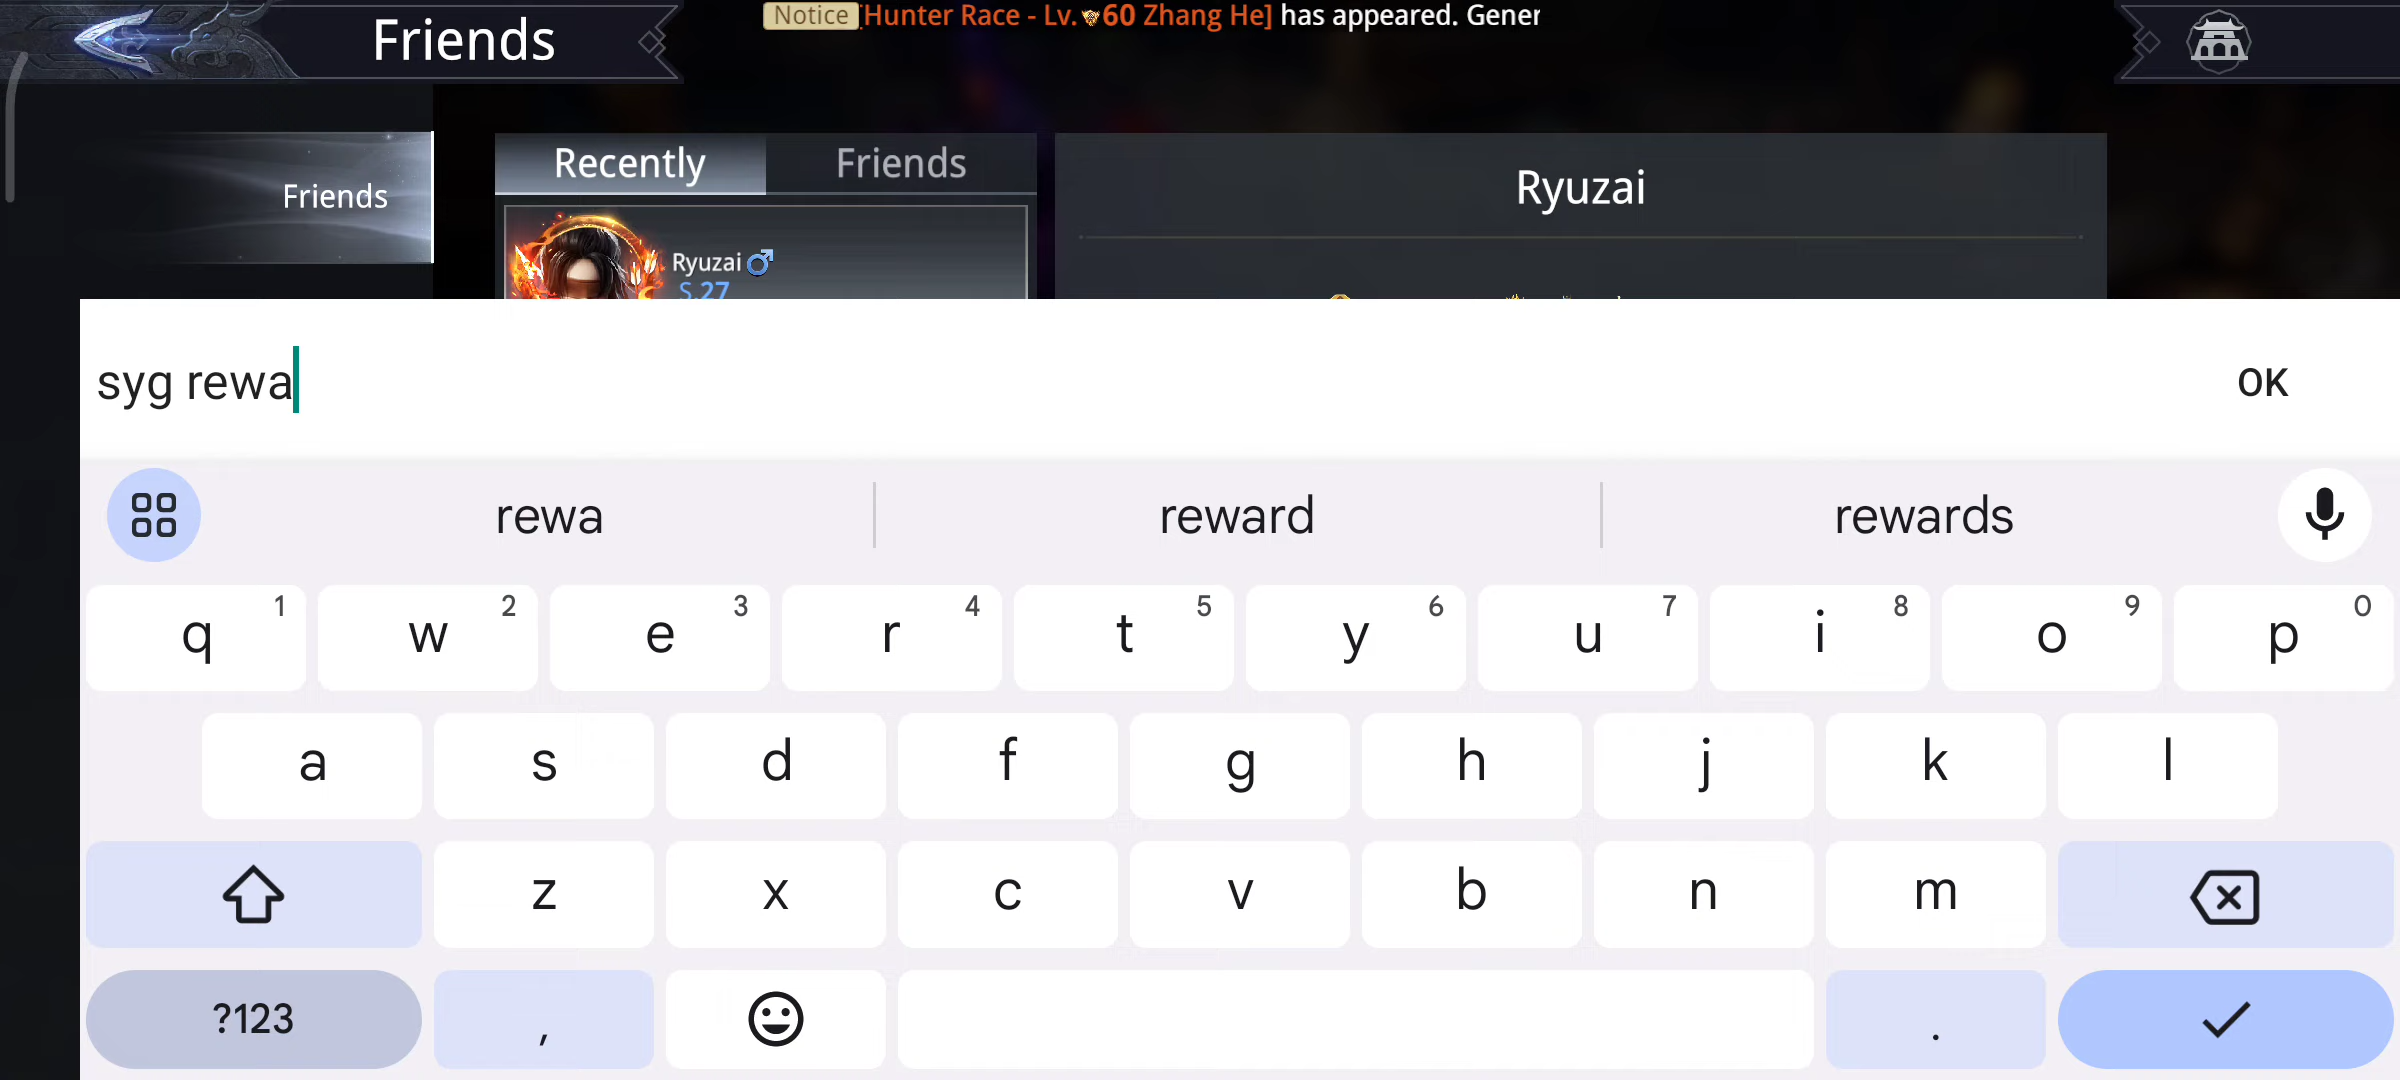 Friends
Notice [Hunter Race - Lv. 60 Zhang He] has appeared. Gener
Friends
Recently
Friends
Ryuzai
Ryuzai
S.27
syg rewa
OK
rewa
reward
rewards
q 1 w 2 e 3 r 4 t 5 y 6 u 7 i 8 o 9 p 0
a s d f g h j k l
z x c v b n m
?123 , .